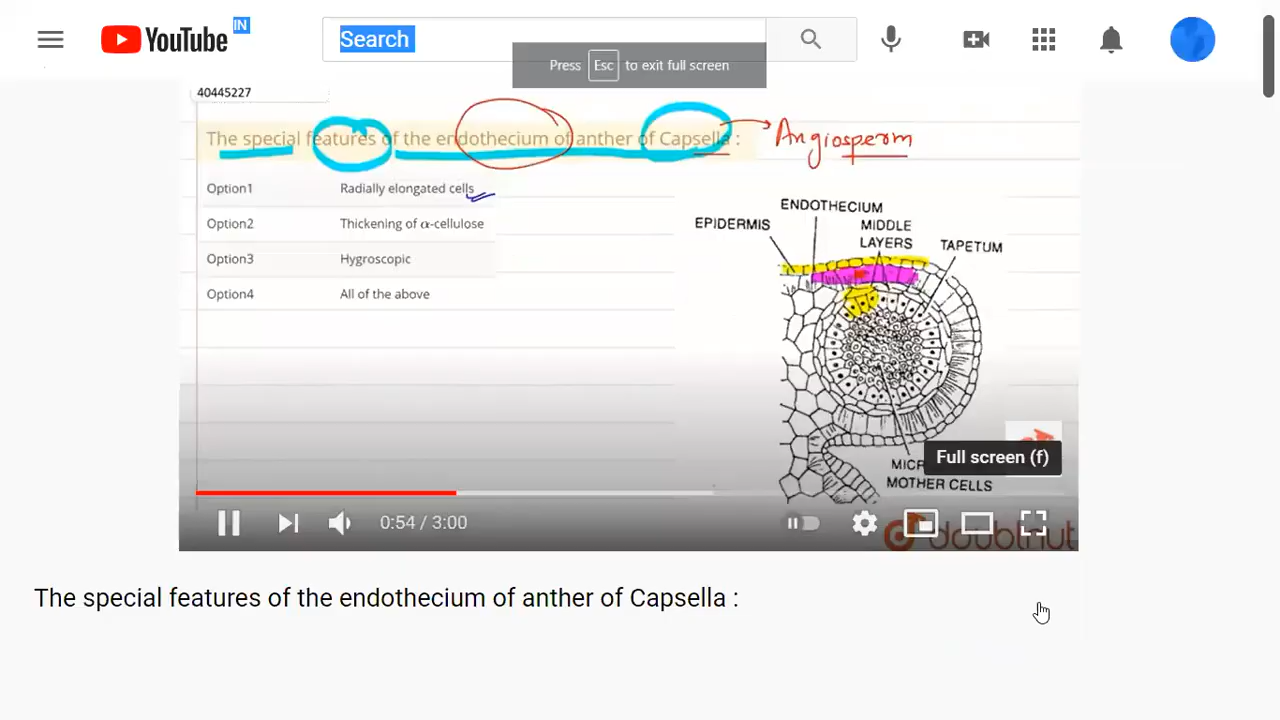 YouTube IN
Search
Press Esc to exit full screen
40445227
The special features of the endothecium of anther of Capsella :
Angiosperm
Option1 Radially elongated cells
Option2 Thickening of α-cellulose
Option3 Hygroscopic
Option4 All of the above
ENDOTHECIUM
EPIDERMIS
MIDDLE
LAYERS
TAPETUM
Full screen (f)
MICR
MOTHER CELLS
0:54 / 3:00
doubtnut
The special features of the endothecium of anther of Capsella :